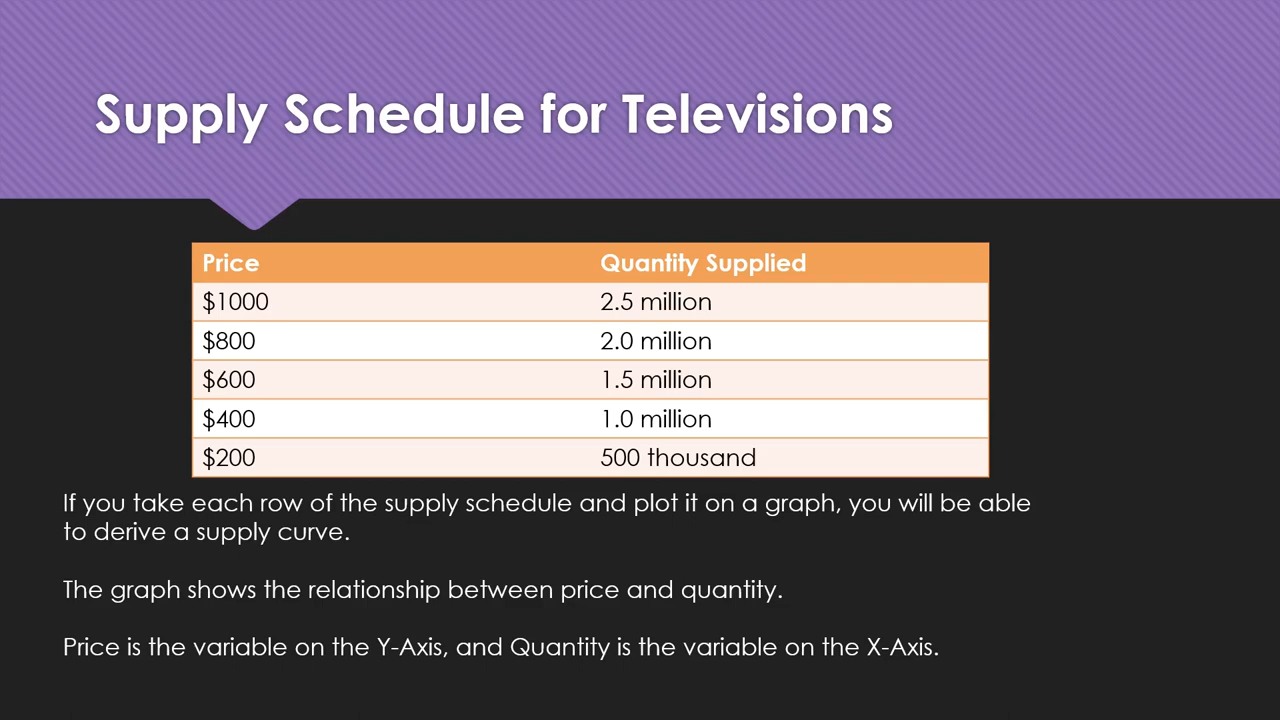 Supply Schedule for Televisions
Price Quantity Supplied
$1000 2.5 million
$800 2.0 million
$600 1.5 million
$400 1.0 million
$200 500 thousand
If you take each row of the supply schedule and plot it on a graph, you will be able
to derive a supply curve.
The graph shows the relationship between price and quantity.
Price is the variable on the Y-Axis, and Quantity is the variable on the X-Axis.